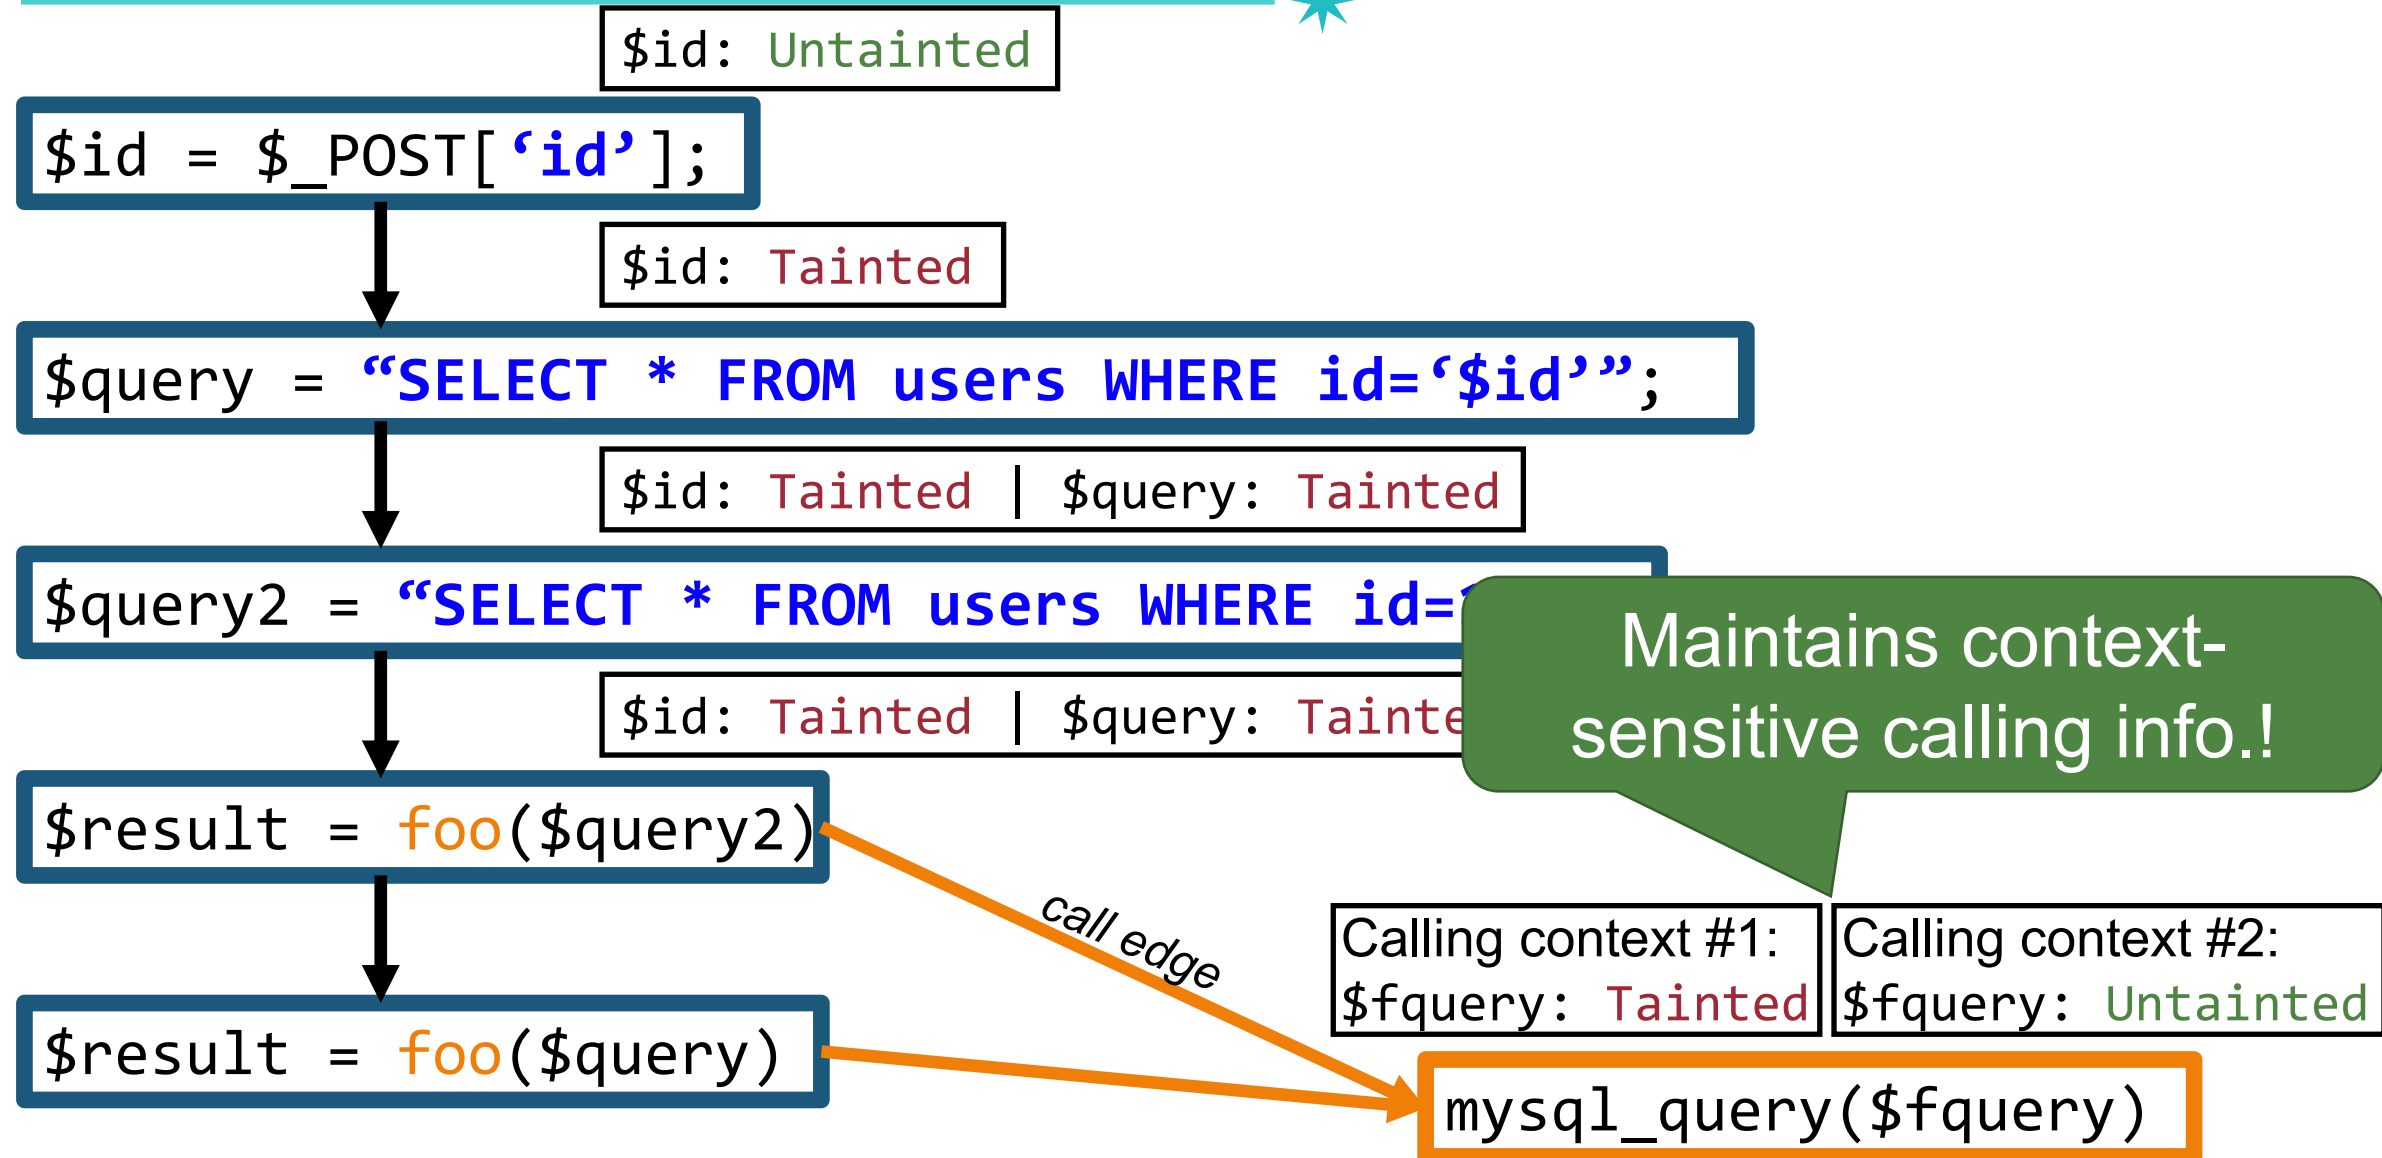 $id: Untainted
$id = $_POST[‘id’];
$id: Tainted
$query = “SELECT * FROM users WHERE id=‘$id’”;
$id: Tainted | $query: Tainted
$query2 = “SELECT * FROM users WHERE
Maintains context-
sensitive calling info.!
$id: Tainted | $query:
$result = foo($query2)
call edge
Calling context #1:
$fquery: Tainted
Calling context #2:
$fquery: Untainted
$result = foo($query)
mysql_query($fquery)